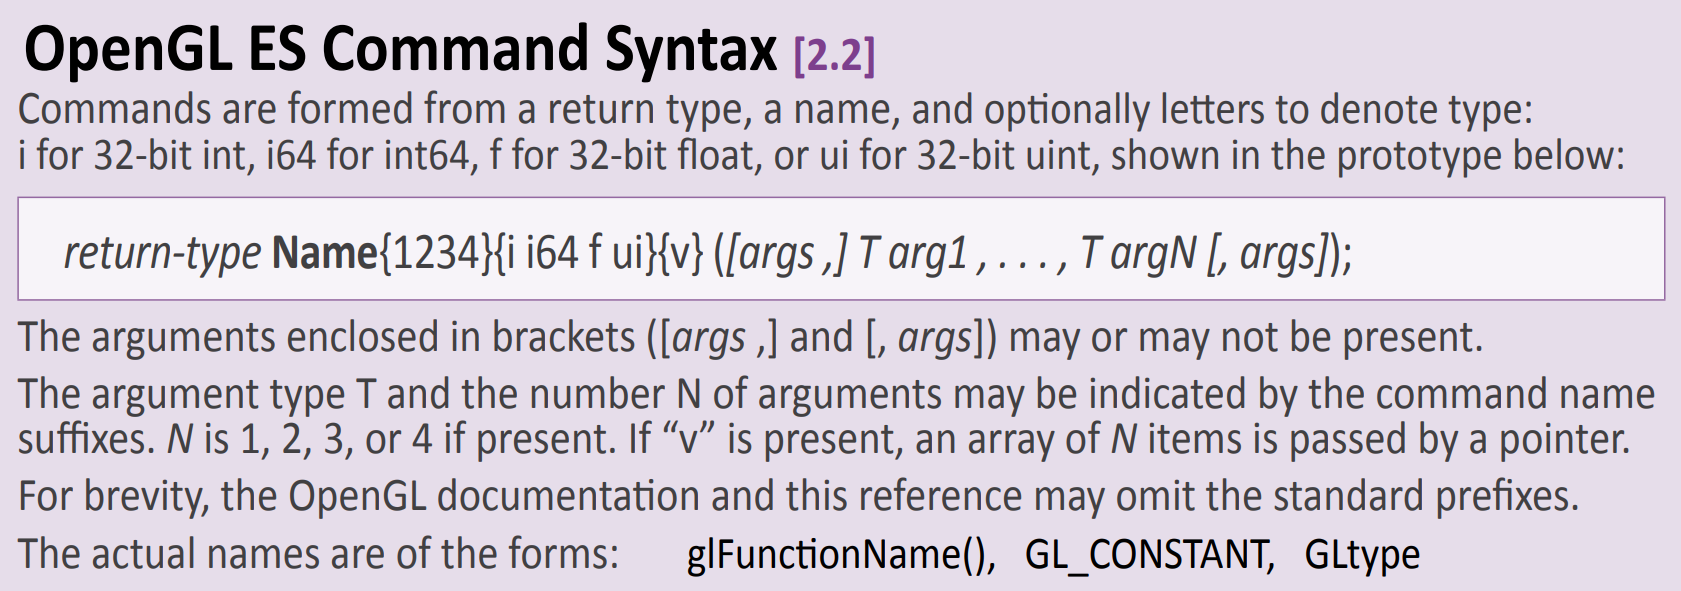 OpenGL ES Command Syntax [2.2]
Commands are formed from a return type, a name, and optionally letters to denote type:
i for 32-bit int, i64 for int64, f for 32-bit float, or ui for 32-bit uint, shown in the prototype below:
return-type Name{1234}{i i64 f ui}{v} ([args ,] T arg1 , . . . , T argN [, args]);
The arguments enclosed in brackets ([args ,] and [, args]) may or may not be present.
The argument type T and the number N of arguments may be indicated by the command name
suffixes. N is 1, 2, 3, or 4 if present. If “v” is present, an array of N items is passed by a pointer.
For brevity, the OpenGL documentation and this reference may omit the standard prefixes.
The actual names are of the forms: glFunctionName(), GL_CONSTANT, GLtype